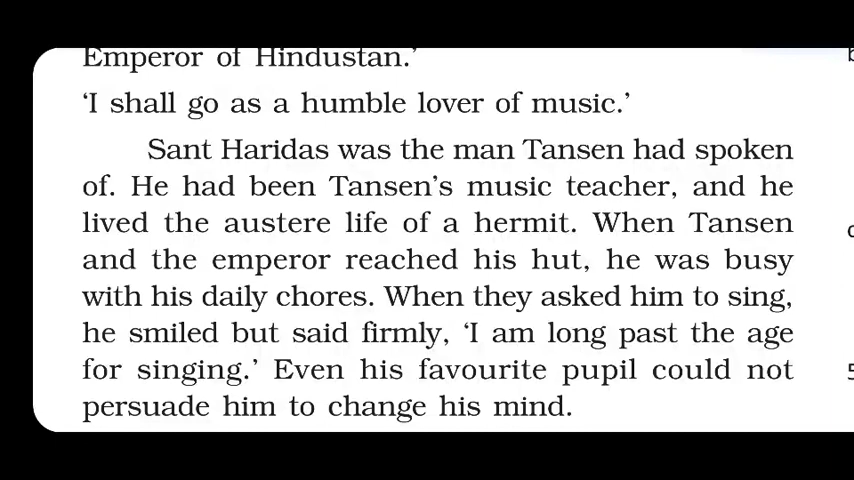 Emperor of Hindustan.’
‘I shall go as a humble lover of music.’
Sant Haridas was the man Tansen had spoken
of. He had been Tansen’s music teacher, and he
lived the austere life of a hermit. When Tansen
and the emperor reached his hut, he was busy
with his daily chores. When they asked him to sing,
he smiled but said firmly, ‘I am long past the age
for singing.’ Even his favourite pupil could not
persuade him to change his mind.